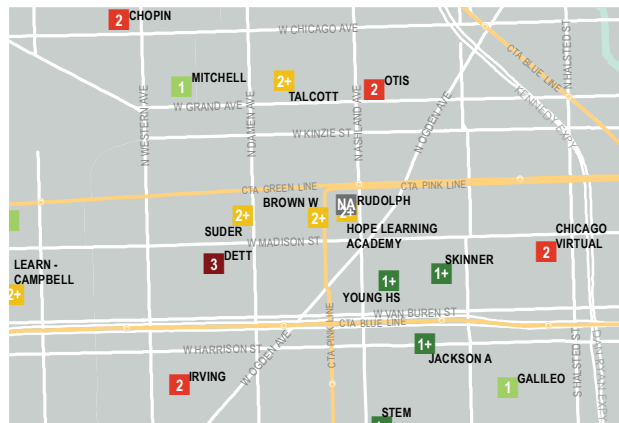 2 CHOPIN
W CHICAGO AVE
CTA BLUE LINE
N HALSTED ST
1 MITCHELL
2+
TALCOTT
2 OTIS
W GRAND AVE
N WESTERN AVE
N DAMEN AVE
N ASHLAND AVE
N OGDEN AVE
KENNEDY EXPY
W KINZIE ST
CTA GREEN LINE
CTA PINK LINE
BROWN W
2+
NA RUDOLPH
2+
HOPE LEARNING
ACADEMY
2+
SUDER
W MADISON ST
CHICAGO
VIRTUAL
2
3 DETT
LEARN -
CAMPBELL
2+
SKINNER
1+
1+
YOUNG HS
W VAN BUREN ST
CTA BLUE LINE
CTA PINK LINE
W HARRISON ST
W OGDEN AVE
1+
JACKSON A
S HALSTED ST
DAN RYAN EXPY
2 IRVING
1 GALILEO
STEM
1+